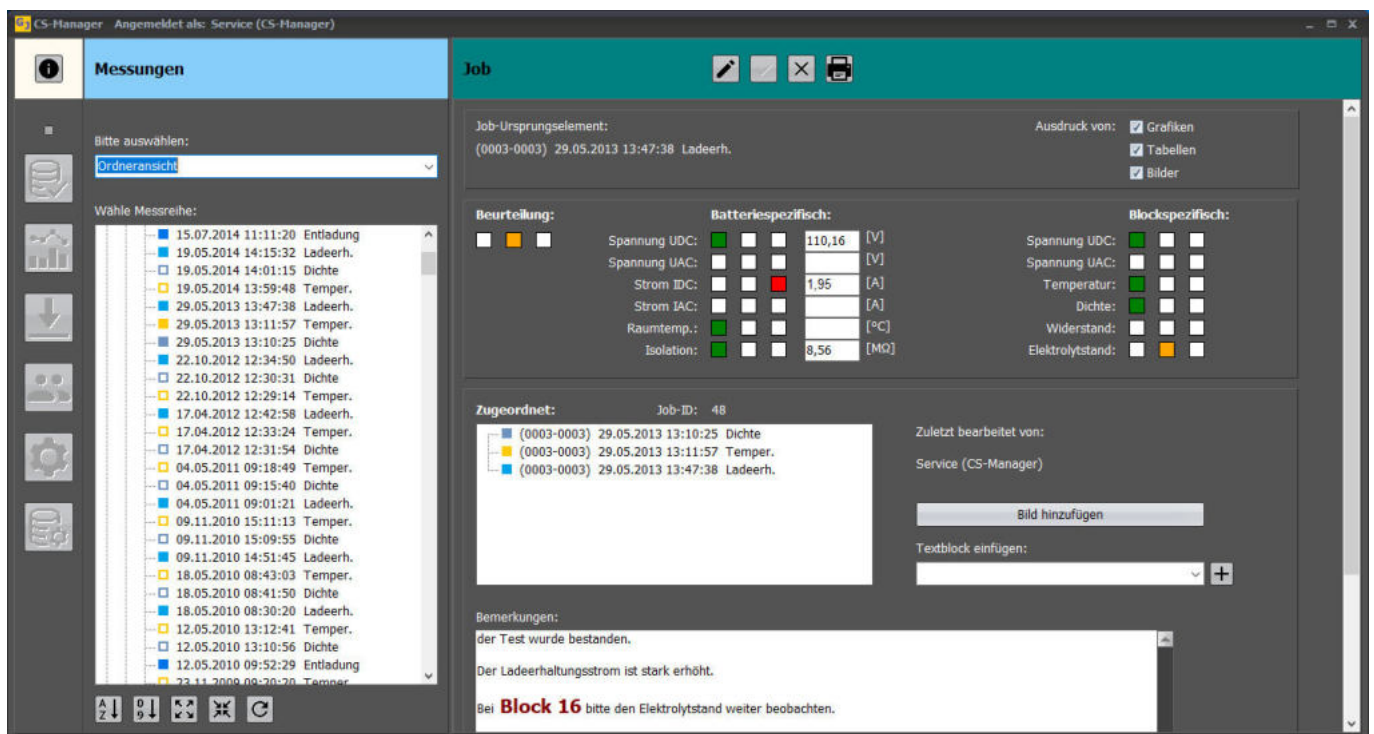 CS-Manager Angemeldet als: Service (CS-Manager)
Messungen
Bitte auswählen:
Ordneransicht
Wähle Messreihe:
15.07.2014 11:11:20 Entladung
19.05.2014 14:15:32 Ladeerh.
19.05.2014 14:01:15 Dichte
19.05.2014 13:59:48 Temper.
29.05.2013 13:47:38 Ladeerh.
29.05.2013 13:11:57 Temper.
29.05.2013 13:10:25 Dichte
22.10.2012 12:34:50 Ladeerh.
22.10.2012 12:30:31 Dichte
22.10.2012 12:29:14 Temper.
17.04.2012 12:42:58 Ladeerh.
17.04.2012 12:33:24 Temper.
17.04.2012 12:31:54 Dichte
04.05.2011 09:18:49 Temper.
04.05.2011 09:15:40 Dichte
04.05.2011 09:01:21 Ladeerh.
09.11.2010 15:11:13 Temper.
09.11.2010 15:09:55 Dichte
09.11.2010 14:51:45 Ladeerh.
18.05.2010 08:43:03 Temper.
18.05.2010 08:41:50 Dichte
18.05.2010 08:30:20 Ladeerh.
12.05.2010 13:12:41 Temper.
12.05.2010 13:10:56 Dichte
12.05.2010 09:52:29 Entladung
23.11.2009 09:20:20 Temper.
Job
Job-Ursprungselement:
(0003-0003) 29.05.2013 13:47:38 Ladeerh.
Ausdruck von: Grafiken
Tabellen
Bilder
Beurteilung:
Batteriespezifisch:
Spannung UDC: 110,16 [V]
Spannung UAC: [V]
Strom IDC: 1,95 [A]
Strom IAC: [A]
Raumtemp.: [°C]
Isolation: 8,56 [MΩ]
Blockspezifisch:
Spannung UDC:
Spannung UAC:
Temperatur:
Dichte:
Widerstand:
Elektrolytstand:
Zugeordnet: Job-ID: 48
(0003-0003) 29.05.2013 13:10:25 Dichte
(0003-0003) 29.05.2013 13:11:57 Temper.
(0003-0003) 29.05.2013 13:47:38 Ladeerh.
Zuletzt bearbeitet von:
Service (CS-Manager)
Bild hinzufügen
Textblock einfügen:
Bemerkungen:
der Test wurde bestanden.
Der Ladeerhaltungsstrom ist stark erhöht.
Bei Block 16 bitte den Elektrolytstand weiter beobachten.